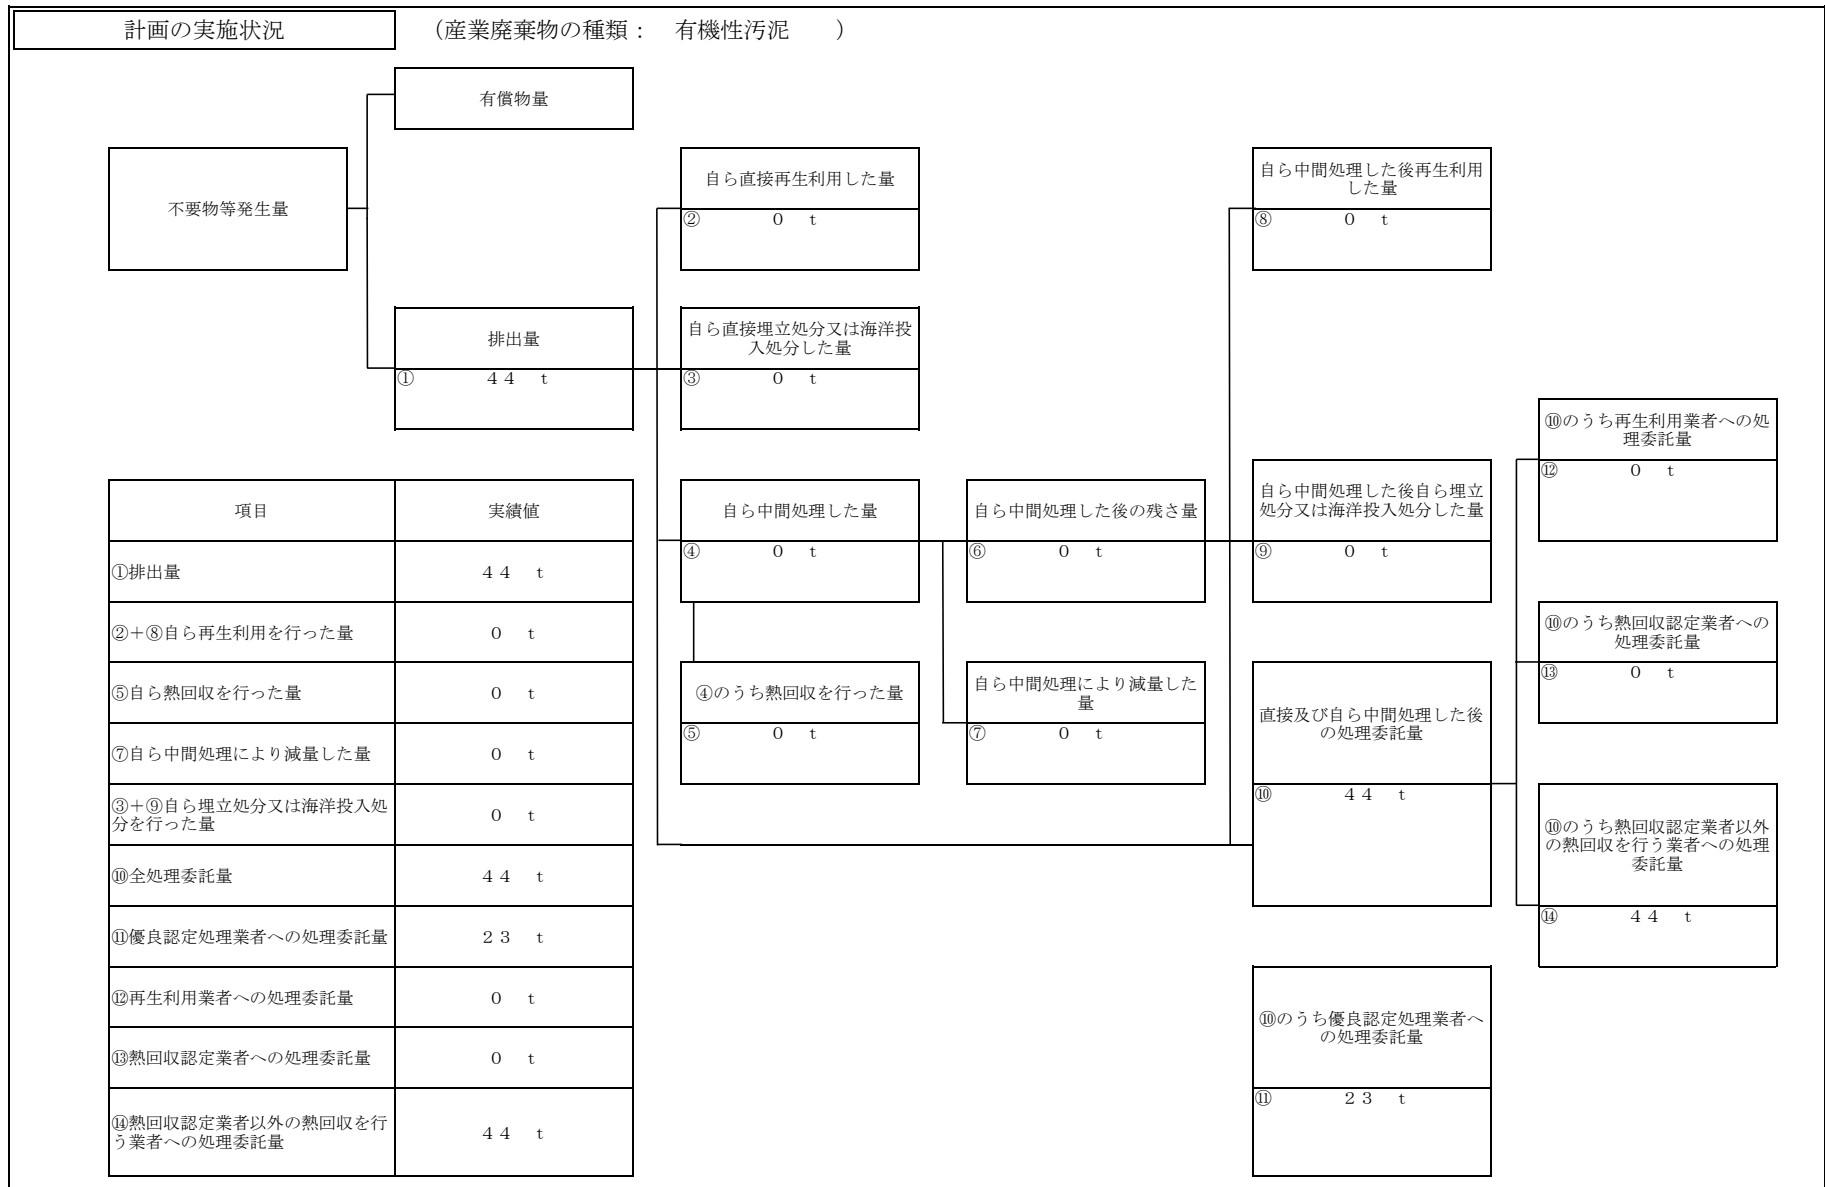 計画の実施状況
（産業廃棄物の種類： 有機性汚泥 ）
有償物量
不要物等発生量
排出量
① ４４ ｔ
自ら直接再生利用した量
② ０ ｔ
自ら直接埋立処分又は海洋投
入処分した量
③ ０ ｔ
自ら中間処理した量
④ ０ ｔ
④のうち熱回収を行った量
⑤ ０ ｔ
自ら中間処理した後の残さ量
⑥ ０ ｔ
自ら中間処理により減量した
量
⑦ ０ ｔ
自ら中間処理した後再生利用
した量
⑧ ０ ｔ
自ら中間処理した後自ら埋立
処分又は海洋投入処分した量
⑨ ０ ｔ
直接及び自ら中間処理した後
の処理委託量
⑩ ４４ ｔ
⑩のうち優良認定処理業者へ
の処理委託量
⑪ ２３ ｔ
⑩のうち再生利用業者への処
理委託量
⑫ ０ ｔ
⑩のうち熱回収認定業者への
処理委託量
⑬ ０ ｔ
⑩のうち熱回収認定業者以外
の熱回収を行う業者への処理
委託量
⑭ ４４ ｔ
項目 実績値
①排出量 ４４ ｔ
②＋⑧自ら再生利用を行った量 ０ ｔ
⑤自ら熱回収を行った量 ０ ｔ
⑦自ら中間処理により減量した量 ０ ｔ
③＋⑨自ら埋立処分又は海洋投入処
分を行った量 ０ ｔ
⑩全処理委託量 ４４ ｔ
⑪優良認定処理業者への処理委託量 ２３ ｔ
⑫再生利用業者への処理委託量 ０ ｔ
⑬熱回収認定業者への処理委託量 ０ ｔ
⑭熱回収認定業者以外の熱回収を行
う業者への処理委託量 ４４ ｔ